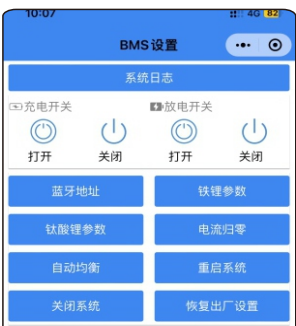 10:07 4G 82
BMS设置
系统日志
充电开关 放电开关
打开 关闭 打开 关闭
蓝牙地址 铁锂参数
钛酸锂参数 电流归零
自动均衡 重启系统
关闭系统 恢复出厂设置